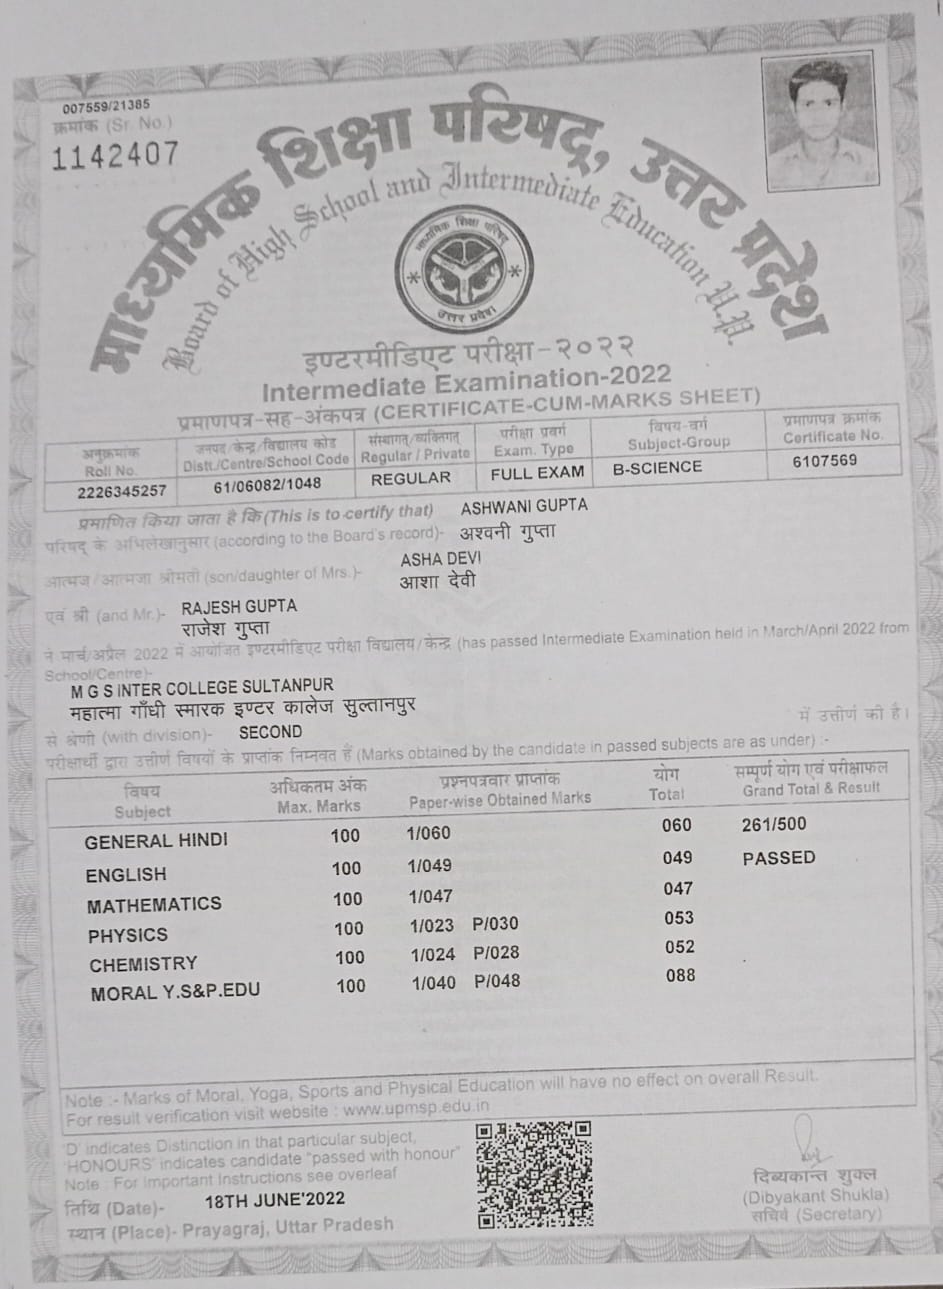 007559/21385
क्रमांक (Sr. No.)
1142407
माध्यमिक शिक्षा परिषद्, उत्तर प्रदेश
Board of High School and Intermediate Education U.P.
माध्यमिक शिक्षा परिषद्
उत्तर प्रदेश
इण्टरमीडिएट परीक्षा-२०२२
Intermediate Examination-2022
प्रमाणपत्र-सह-अंकपत्र (CERTIFICATE-CUM-MARKS SHEET)
अनुक्रमांक जनपद/केन्द्र/विद्यालय कोड संस्थागत्/व्यक्तिगत् परीक्षा प्रवर्ग विषय-वर्ग प्रमाणपत्र क्रमांक
Roll No. Distt./Centre/School Code Regular / Private Exam. Type Subject-Group Certificate No.
2226345257 61/06082/1048 REGULAR FULL EXAM B-SCIENCE 6107569
प्रमाणित किया जाता है कि (This is to certify that) ASHWANI GUPTA
परिषद् के अभिलेखानुसार (according to the Board's record)- अश्वनी गुप्ता
ASHA DEVI
आत्मज/आत्मजा श्रीमती (son/daughter of Mrs.)- आशा देवी
एवं श्री (and Mr.)- RAJESH GUPTA
राजेश गुप्ता
ने मार्च/अप्रैल 2022 में आयोजित इण्टरमीडिएट परीक्षा विद्यालय/केन्द्र (has passed Intermediate Examination held in March/April 2022 from
School/Centre)-
M G S INTER COLLEGE SULTANPUR
महात्मा गाँधी स्मारक इण्टर कालेज सुल्तानपुर
से श्रेणी (with division)- SECOND में उत्तीर्ण की है।
परीक्षार्थी द्वारा उत्तीर्ण विषयों के प्राप्तांक निम्नवत हैं (Marks obtained by the candidate in passed subjects are as under) :-
विषय अधिकतम अंक प्रश्नपत्रवार प्राप्तांक योग सम्पूर्ण योग एवं परीक्षाफल
Subject Max. Marks Paper-wise Obtained Marks Total Grand Total & Result
GENERAL HINDI 100 1/060 060 261/500
ENGLISH 100 1/049 049 PASSED
MATHEMATICS 100 1/047 047
PHYSICS 100 1/023 P/030 053
CHEMISTRY 100 1/024 P/028 052
MORAL Y.S&P.EDU 100 1/040 P/048 088
Note :- Marks of Moral, Yoga, Sports and Physical Education will have no effect on overall Result.
For result verification visit website : www.upmsp.edu.in
'D' indicates Distinction in that particular subject,
'HONOURS' indicates candidate "passed with honour"
Note : For Important Instructions see overleaf
तिथि (Date)- 18TH JUNE'2022
स्थान (Place)- Prayagraj, Uttar Pradesh
दिव्यकान्त शुक्ल
(Dibyakant Shukla)
सचिव (Secretary)